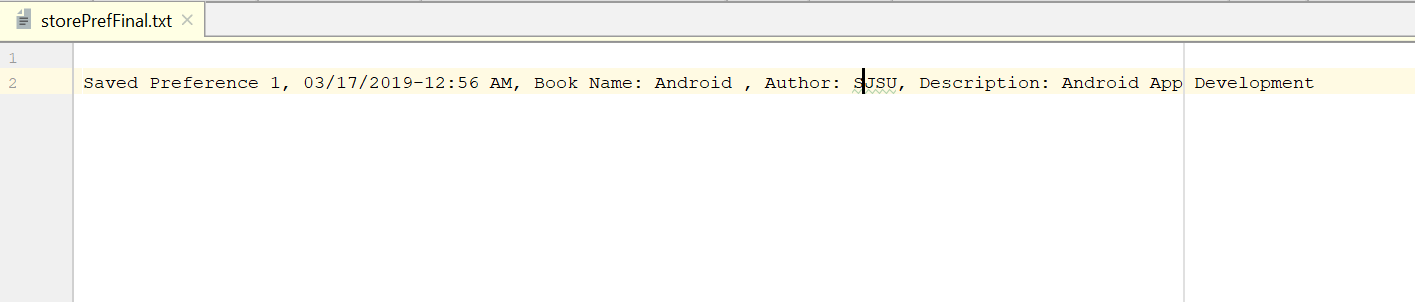 storePrefFinal.txt
1
2 Saved Preference 1, 03/17/2019-12:56 AM, Book Name: Android , Author: SJSU, Description: Android App Development